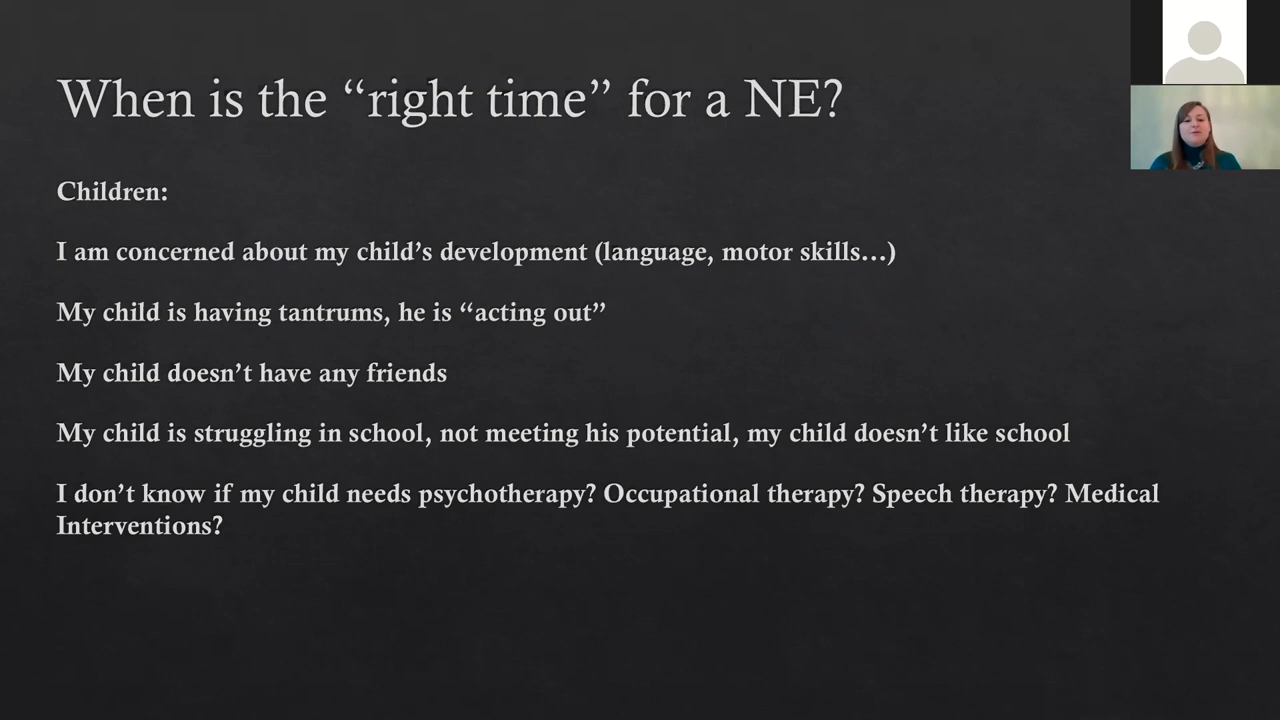 When is the “right time” for a NE?
Children:
I am concerned about my child’s development (language, motor skills…)
My child is having tantrums, he is “acting out”
My child doesn’t have any friends
My child is struggling in school, not meeting his potential, my child doesn’t like school
I don’t know if my child needs psychotherapy? Occupational therapy? Speech therapy? Medical
Interventions?